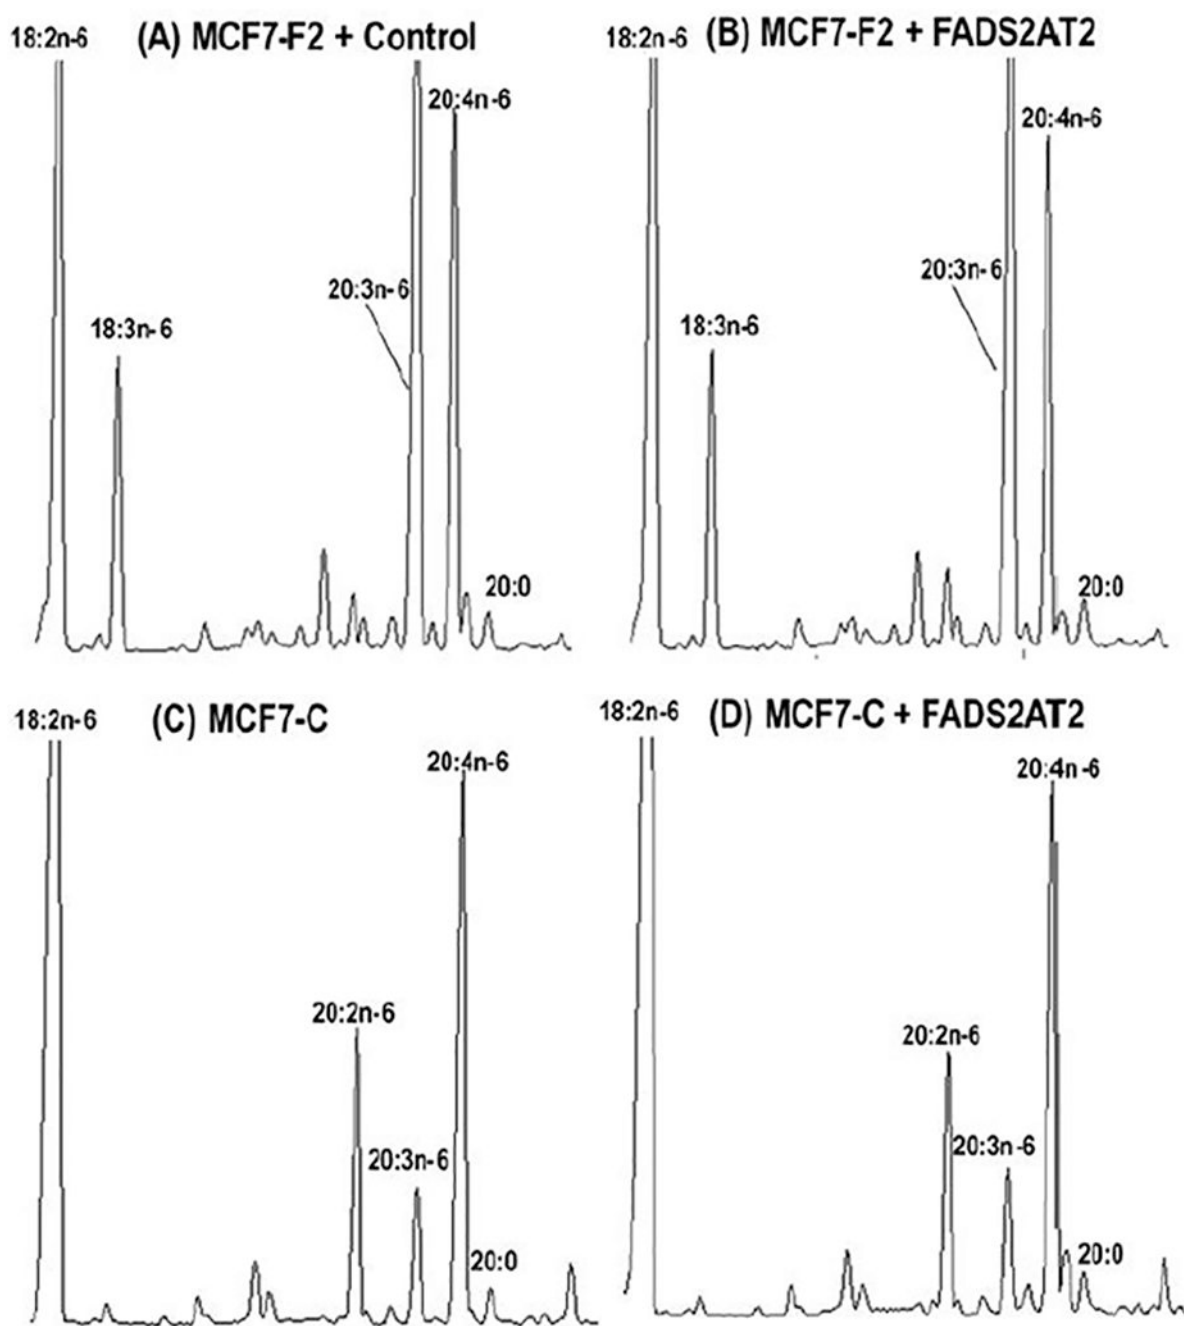 (A) MCF7-F2 + Control
18:2n-6
20:4n-6
20:3n-6
18:3n-6
20:0
(B) MCF7-F2 + FADS2AT2
18:2n-6
20:4n-6
20:3n-6
18:3n-6
20:0
(C) MCF7-C
18:2n-6
20:4n-6
20:2n-6
20:3n-6
20:0
(D) MCF7-C + FADS2AT2
18:2n-6
20:4n-6
20:2n-6
20:3n-6
20:0